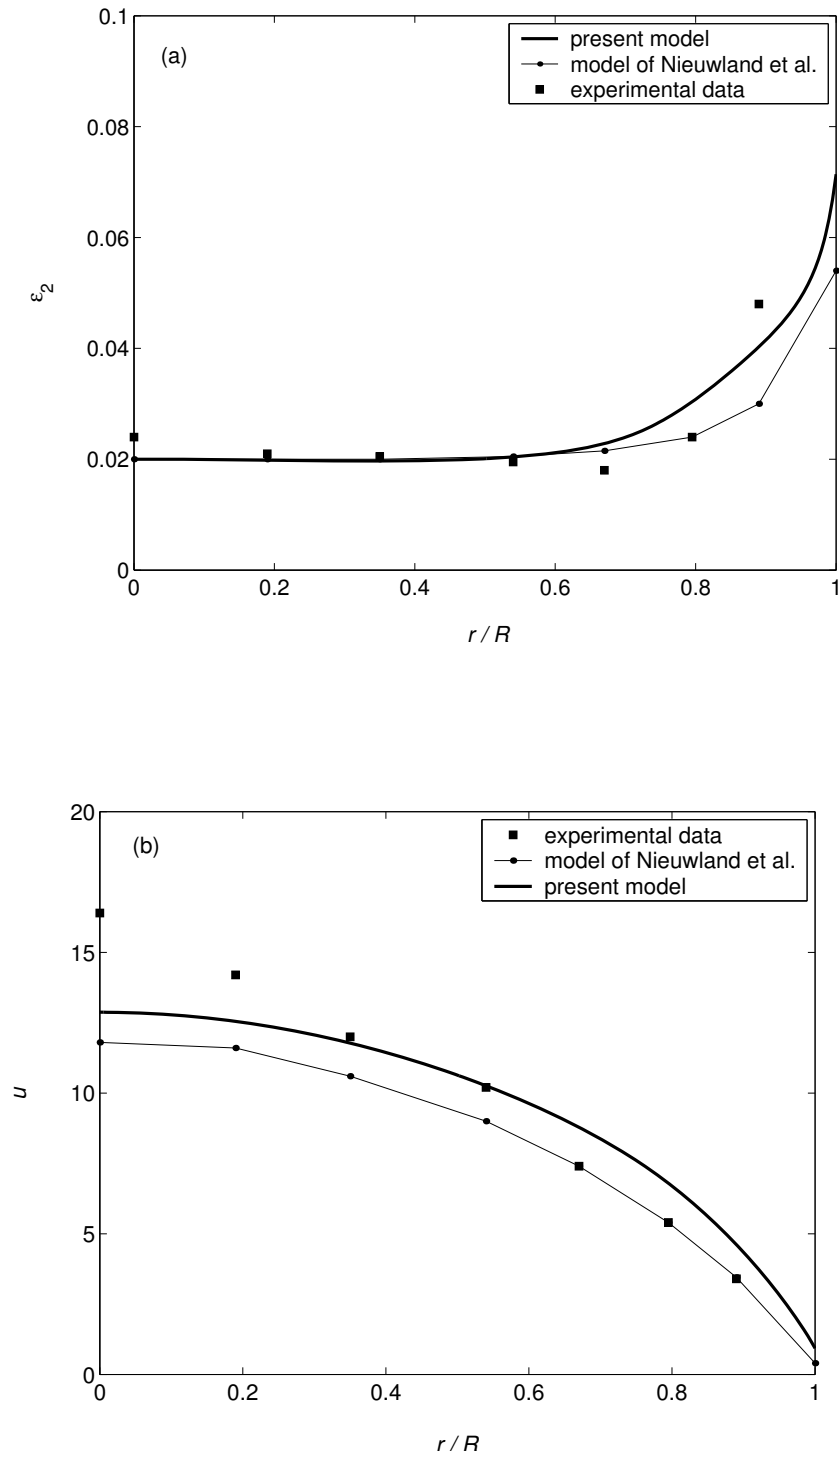 0.1
(a)
present model
model of Nieuwland et al.
experimental data
0.08
0.06
ε2
0.04
0.02
0
0 0.2 0.4 0.6 0.8 1
r / R
20
(b)
experimental data
model of Nieuwland et al.
present model
15
u
10
5
0
0 0.2 0.4 0.6 0.8 1
r / R